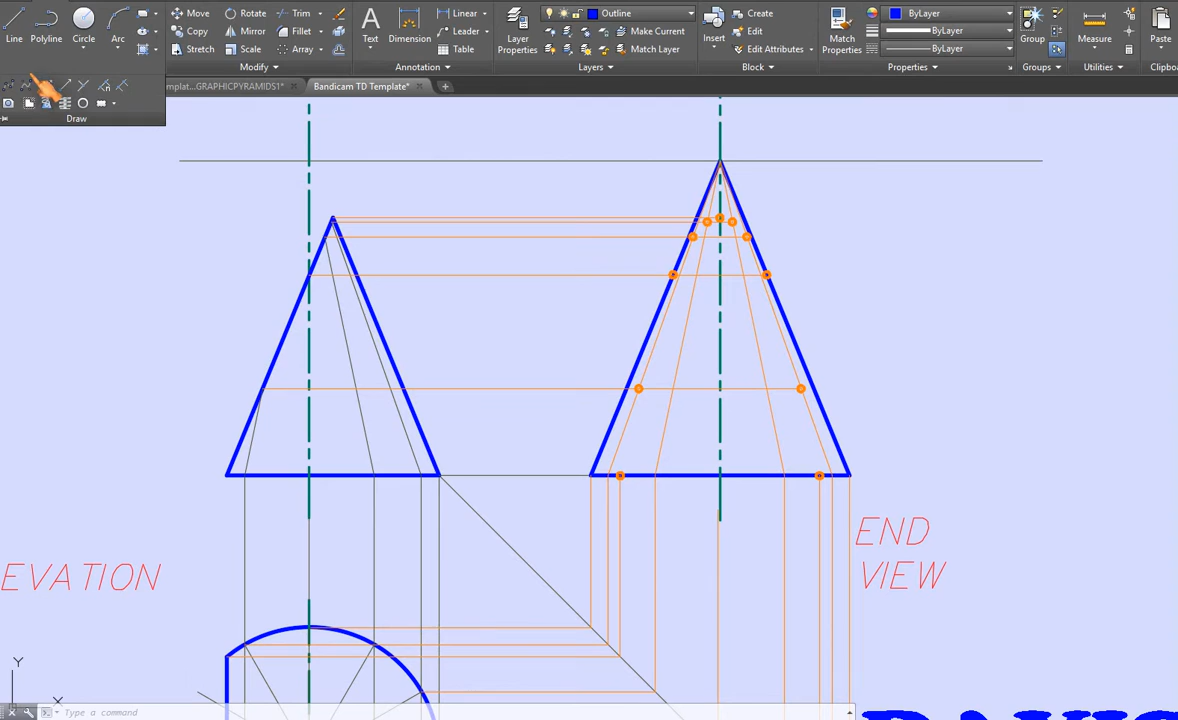 Move Rotate Trim Linear Outline Create ByLayer
Line Polyline Circle Arc Copy Mirror Fillet Text Dimension Leader Layer Properties Make Current Insert Edit Match Properties ByLayer Group Measure Paste
Stretch Scale Array Table Match Layer Edit Attributes ByLayer
Modify Annotation Layers Block Properties Groups Utilities Clipbo
mplat...GRAPHICPYRAMIDS1* Bandicam TD Template*
Draw
END
VIEW
EVATION
Y
X
Type a command